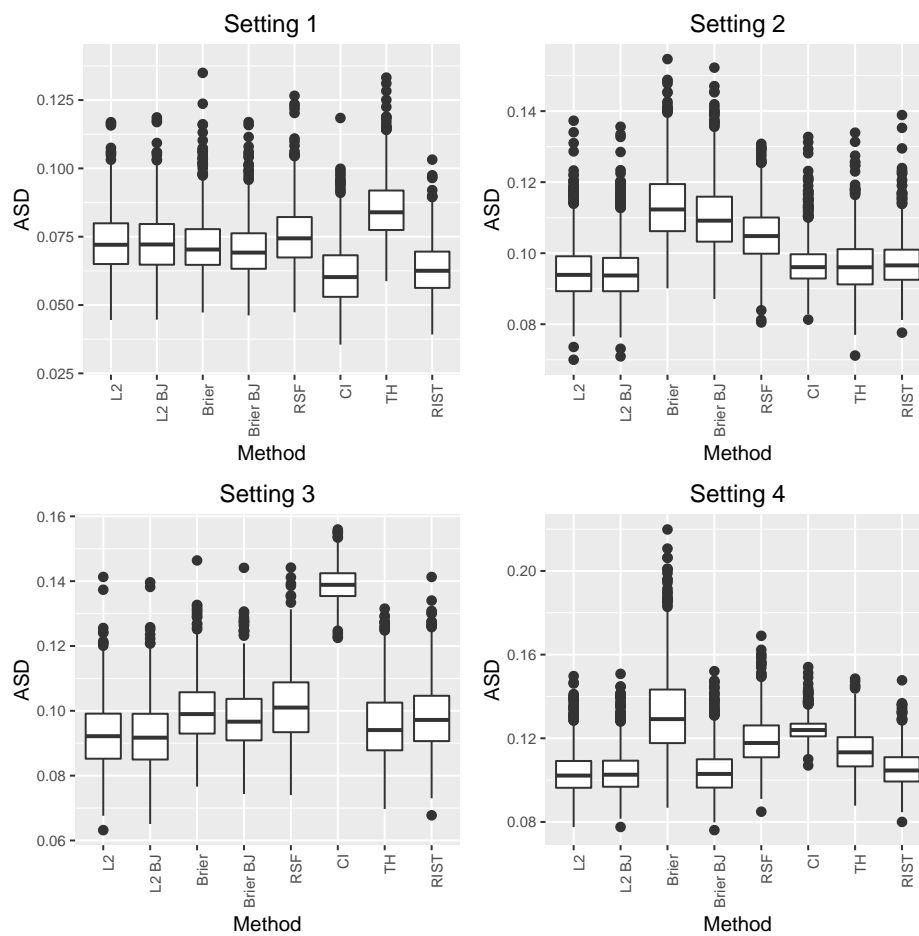 Setting 1
0.125
0.100
0.075
0.050
0.025
ASD
L2
L2 BJ
Brier
Brier BJ
RSF
CI
TH
RIST
Method
Setting 2
0.14
0.12
0.10
0.08
ASD
L2
L2 BJ
Brier
Brier BJ
RSF
CI
TH
RIST
Method
Setting 3
0.16
0.14
0.12
0.10
0.08
0.06
ASD
L2
L2 BJ
Brier
Brier BJ
RSF
CI
TH
RIST
Method
Setting 4
0.20
0.16
0.12
0.08
ASD
L2
L2 BJ
Brier
Brier BJ
RSF
CI
TH
RIST
Method